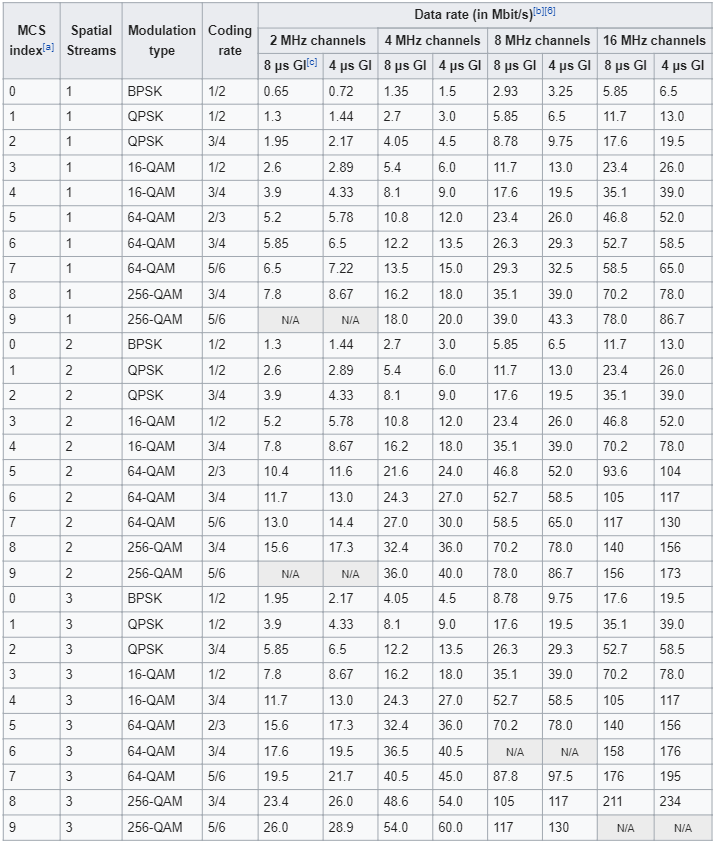 MCS index[a] Spatial Streams Modulation type Coding rate Data rate (in Mbit/s)[b][6]
2 MHz channels 4 MHz channels 8 MHz channels 16 MHz channels
8 μs GI[c] 4 μs GI 8 μs GI 4 μs GI 8 μs GI 4 μs GI 8 μs GI 4 μs GI
0 1 BPSK 1/2 0.65 0.72 1.35 1.5 2.93 3.25 5.85 6.5
1 1 QPSK 1/2 1.3 1.44 2.7 3.0 5.85 6.5 11.7 13.0
2 1 QPSK 3/4 1.95 2.17 4.05 4.5 8.78 9.75 17.6 19.5
3 1 16-QAM 1/2 2.6 2.89 5.4 6.0 11.7 13.0 23.4 26.0
4 1 16-QAM 3/4 3.9 4.33 8.1 9.0 17.6 19.5 35.1 39.0
5 1 64-QAM 2/3 5.2 5.78 10.8 12.0 23.4 26.0 46.8 52.0
6 1 64-QAM 3/4 5.85 6.5 12.2 13.5 26.3 29.3 52.7 58.5
7 1 64-QAM 5/6 6.5 7.22 13.5 15.0 29.3 32.5 58.5 65.0
8 1 256-QAM 3/4 7.8 8.67 16.2 18.0 35.1 39.0 70.2 78.0
9 1 256-QAM 5/6 N/A N/A 18.0 20.0 39.0 43.3 78.0 86.7
0 2 BPSK 1/2 1.3 1.44 2.7 3.0 5.85 6.5 11.7 13.0
1 2 QPSK 1/2 2.6 2.89 5.4 6.0 11.7 13.0 23.4 26.0
2 2 QPSK 3/4 3.9 4.33 8.1 9.0 17.6 19.5 35.1 39.0
3 2 16-QAM 1/2 5.2 5.78 10.8 12.0 23.4 26.0 46.8 52.0
4 2 16-QAM 3/4 7.8 8.67 16.2 18.0 35.1 39.0 70.2 78.0
5 2 64-QAM 2/3 10.4 11.6 21.6 24.0 46.8 52.0 93.6 104
6 2 64-QAM 3/4 11.7 13.0 24.3 27.0 52.7 58.5 105 117
7 2 64-QAM 5/6 13.0 14.4 27.0 30.0 58.5 65.0 117 130
8 2 256-QAM 3/4 15.6 17.3 32.4 36.0 70.2 78.0 140 156
9 2 256-QAM 5/6 N/A N/A 36.0 40.0 78.0 86.7 156 173
0 3 BPSK 1/2 1.95 2.17 4.05 4.5 8.78 9.75 17.6 19.5
1 3 QPSK 1/2 3.9 4.33 8.1 9.0 17.6 19.5 35.1 39.0
2 3 QPSK 3/4 5.85 6.5 12.2 13.5 26.3 29.3 52.7 58.5
3 3 16-QAM 1/2 7.8 8.67 16.2 18.0 35.1 39.0 70.2 78.0
4 3 16-QAM 3/4 11.7 13.0 24.3 27.0 52.7 58.5 105 117
5 3 64-QAM 2/3 15.6 17.3 32.4 36.0 70.2 78.0 140 156
6 3 64-QAM 3/4 17.6 19.5 36.5 40.5 N/A N/A 158 176
7 3 64-QAM 5/6 19.5 21.7 40.5 45.0 87.8 97.5 176 195
8 3 256-QAM 3/4 23.4 26.0 48.6 54.0 105 117 211 234
9 3 256-QAM 5/6 26.0 28.9 54.0 60.0 117 130 N/A N/A